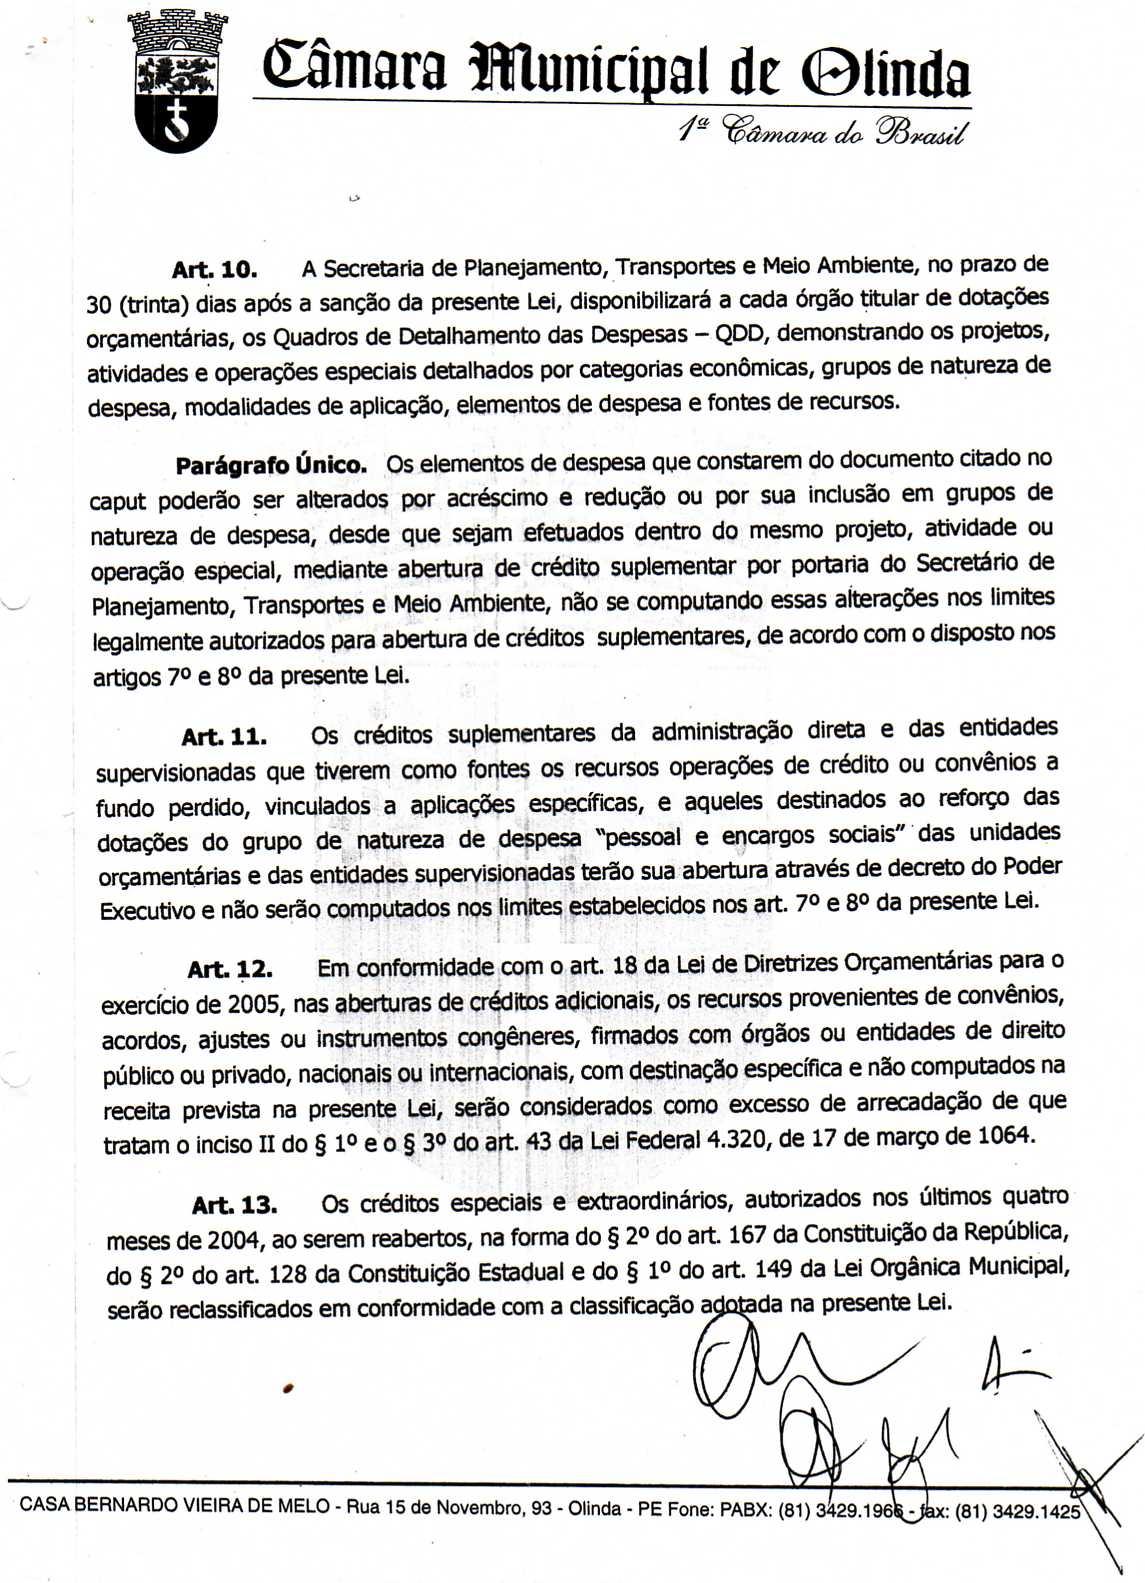 Câmara Municipal de Olinda
1ª Câmara do Brasil
Art. 10. A Secretaria de Planejamento, Transportes e Meio Ambiente, no prazo de
30 (trinta) dias após a sanção da presente Lei, disponibilizará a cada órgão titular de dotações
orçamentárias, os Quadros de Detalhamento das Despesas – QDD, demonstrando os projetos,
atividades e operações especiais detalhados por categorias econômicas, grupos de natureza de
despesa, modalidades de aplicação, elementos de despesa e fontes de recursos.
Parágrafo Único. Os elementos de despesa que constarem do documento citado no
caput poderão ser alterados por acréscimo e redução ou por sua inclusão em grupos de
natureza de despesa, desde que sejam efetuados dentro do mesmo projeto, atividade ou
operação especial, mediante abertura de crédito suplementar por portaria do Secretário de
Planejamento, Transportes e Meio Ambiente, não se computando essas alterações nos limites
legalmente autorizados para abertura de créditos suplementares, de acordo com o disposto nos
artigos 7º e 8º da presente Lei.
Art. 11. Os créditos suplementares da administração direta e das entidades
supervisionadas que tiverem como fontes os recursos operações de crédito ou convênios a
fundo perdido, vinculados a aplicações específicas, e aqueles destinados ao reforço das
dotações do grupo de natureza de despesa "pessoal e encargos sociais" das unidades
orçamentárias e das entidades supervisionadas terão sua abertura através de decreto do Poder
Executivo e não serão computados nos limites estabelecidos nos art. 7º e 8º da presente Lei.
Art. 12. Em conformidade com o art. 18 da Lei de Diretrizes Orçamentárias para o
exercício de 2005, nas aberturas de créditos adicionais, os recursos provenientes de convênios,
acordos, ajustes ou instrumentos congêneres, firmados com órgãos ou entidades de direito
público ou privado, nacionais ou internacionais, com destinação específica e não computados na
receita prevista na presente Lei, serão considerados como excesso de arrecadação de que
tratam o inciso II do § 1º e o § 3º do art. 43 da Lei Federal 4.320, de 17 de março de 1064.
Art. 13. Os créditos especiais e extraordinários, autorizados nos últimos quatro
meses de 2004, ao serem reabertos, na forma do § 2º do art. 167 da Constituição da República,
do § 2º do art. 128 da Constituição Estadual e do § 1º do art. 149 da Lei Orgânica Municipal,
serão reclassificados em conformidade com a classificação adotada na presente Lei.
CASA BERNARDO VIEIRA DE MELO - Rua 15 de Novembro, 93 - Olinda - PE Fone: PABX: (81) 3429.1966 - fax: (81) 3429.1425